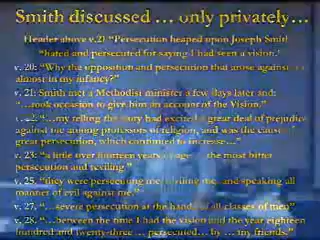 Smith discussed … only privately…
Header above v.21 "Persecution heaped upon Joseph Smith
"hated and persecuted for saying I had seen a vision."
v. 20: "Why the opposition and persecution that arose against
almost in my infancy?"
v. 21: Smith met a Methodist minister a few days later and:
"…took occasion to give him an account of the Vision."
"…my telling the story had excited a great deal of prejudice
against me among professors of religion, and was the cause
great persecution, which continued to increase…"
v. 23: "a little over fourteen years age … the most bitter
persecution and reviling."
v. 25: "they were persecuting me, reviling me, and speaking all
manner of evil against me."
v. 27, "…severe persecution at the hands of all classes of men"
v. 28, "…between the time I had the vision and the year eighteen
hundred and twenty-three … persecuted… by … my friends."